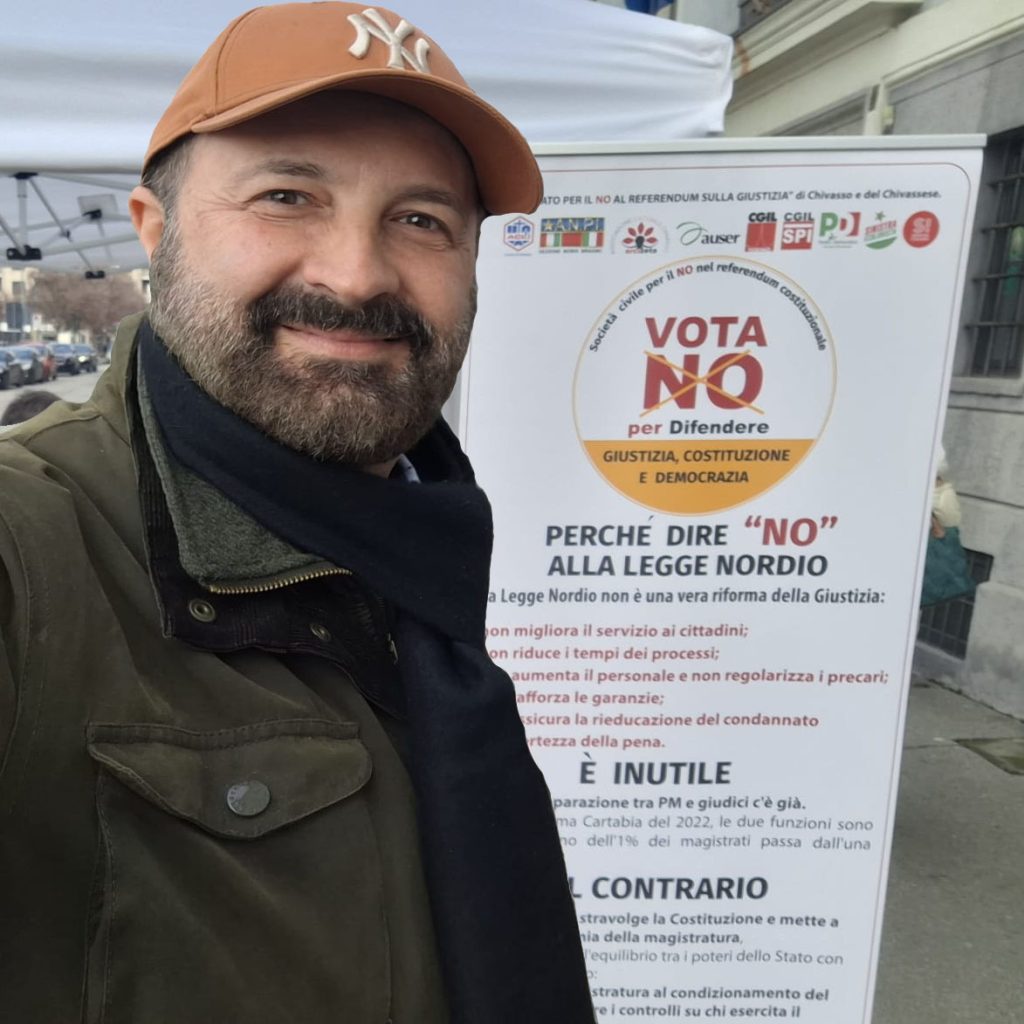 NY
ATO PER IL NO AL REFERENDUM SULLA GIUSTIZIA" di Chivasso e del Chivassese.
ANPI auser CGIL CGIL SPI PD SI
Società civile per il NO nel referendum costituzionale
VOTA
NO
per Difendere
GIUSTIZIA, COSTITUZIONE
E DEMOCRAZIA
PERCHÉ DIRE "NO"
ALLA LEGGE NORDIO
a Legge Nordio non è una vera riforma della Giustizia:
non migliora il servizio ai cittadini;
on riduce i tempi dei processi;
aumenta il personale e non regolarizza i precari;
afforza le garanzie;
ssicura la rieducazione del condannato
ertezza della pena.
È INUTILE
parazione tra PM e giudici c'è già.
ma Cartabia del 2022, le due funzioni sono
no dell'1% dei magistrati passa dall'una
L CONTRARIO
stravolge la Costituzione e mette a
nia della magistratura,
l'equilibrio tra i poteri dello Stato con
o:
stratura al condizionamento del
re i controlli su chi esercita il